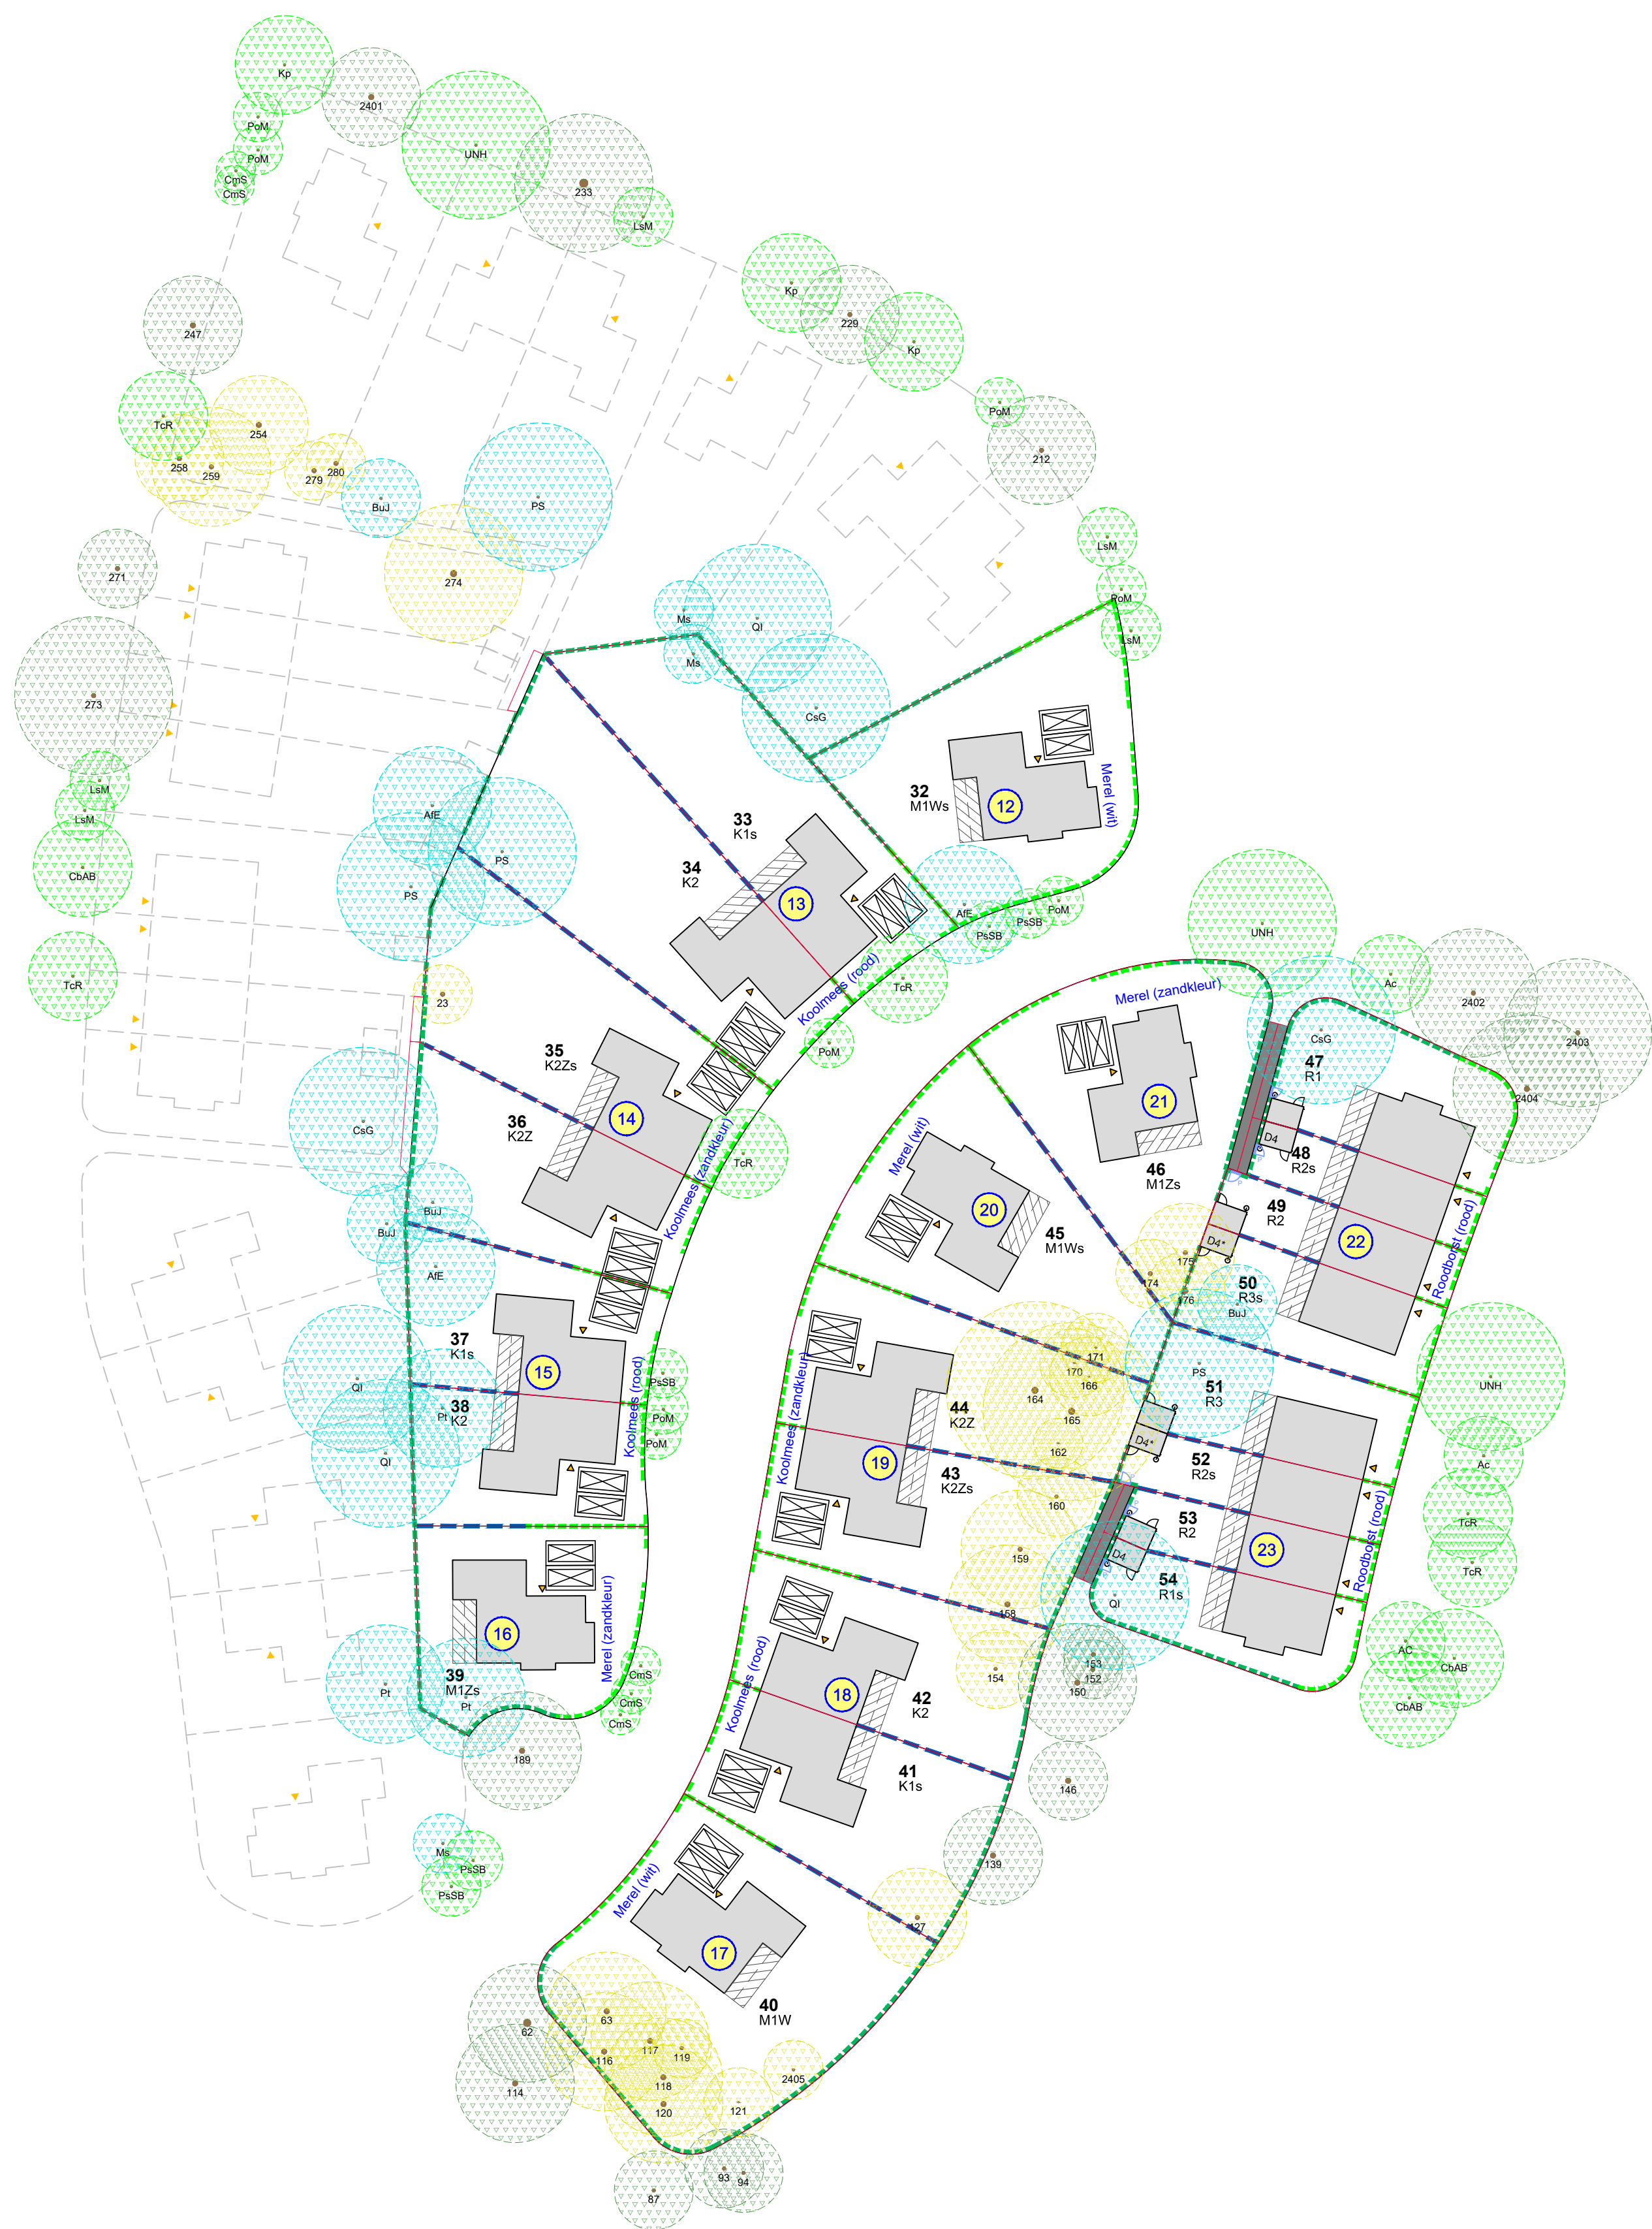 Kp
2401
PoM
UNH
PoM
CmS
CmS
233
LsM
Kp
229
247
Kp
TcR
PoM
254
258
259
279
280
212
BuJ
PS
LsM
271
274
PoM
Ms
QI
LsM
Ms
273
CsG
LsM
LsM
AfE
32
M1Ws
12
Merel (wit)
33
K1s
34
K2
13
CbAB
PS
PS
AfE
PsSB
PsSB
PoM
UNH
TcR
23
TcR
Koolmees (rood)
Merel (zandkleur)
Ac
2402
PoM
CsG
2403
35
K2Zs
47
R1
14
36
K2Z
21
2404
CsG
D4
TcR
Koolmees (zandkleur)
Merel (wit)
48
R2s
46
M1Zs
BuJ
BuJ
20
49
R2
45
M1Ws
D4*
22
Roodborst (rood)
AfE
174
175
176
50
R3s
BuJ
37
K1s
15
QI
PsSB
171
170
166
PS
164
51
R3
UNH
38
K2
Pt
PoM
Koolmees (rood)
Koolmees (zandkleur)
44
K2Z
165
D4*
PoM
QI
19
162
52
R2s
Ac
43
K2Zs
160
53
R2
TcR
159
D4
23
Roodborst (rood)
TcR
54
R1s
QI
158
16
Merel (zandkleur)
AC
39
M1Zs
CmS
153
152
CbAB
154
150
Pt
Pt
CmS
Koolmees (rood)
18
42
K2
CbAB
CmS
189
41
K1s
146
Ms
PsSB
139
PsSB
Merel (wit)
127
17
40
M1W
63
62
116
117
119
118
2405
114
120
121
93
94
87